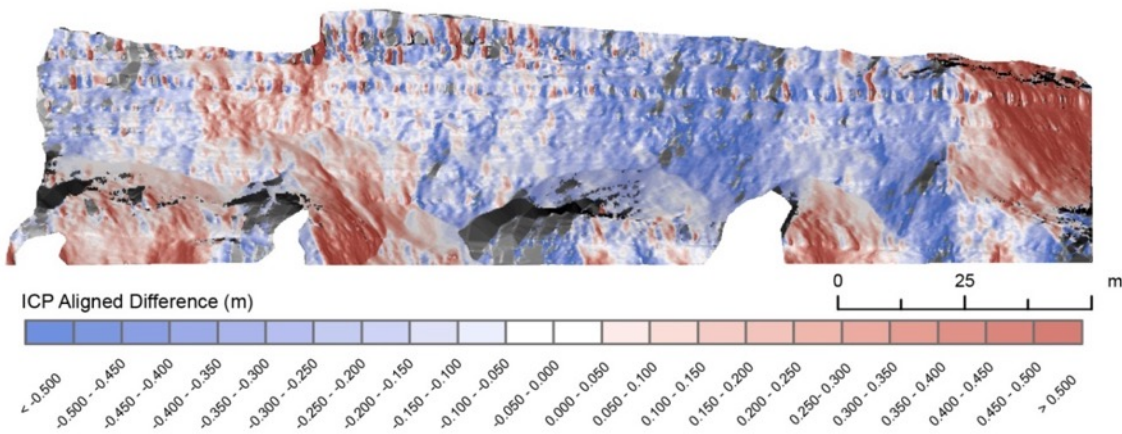 0 25 m
ICP Aligned Difference (m)
< -0.500 -0.500 - -0.450 -0.450 - -0.400 -0.400 - -0.350 -0.350 - -0.300 -0.300 - -0.250 -0.250 - -0.200 -0.200 - -0.150 -0.150 - -0.100 -0.100 - -0.050 -0.050 - 0.000 0.000 - 0.050 0.050 - 0.100 0.100 - 0.150 0.150 - 0.200 0.200 - 0.250 0.250- 0.300 0.300 - 0.350 0.350 - 0.400 0.400 - 0.450 0.450 - 0.500 > 0.500